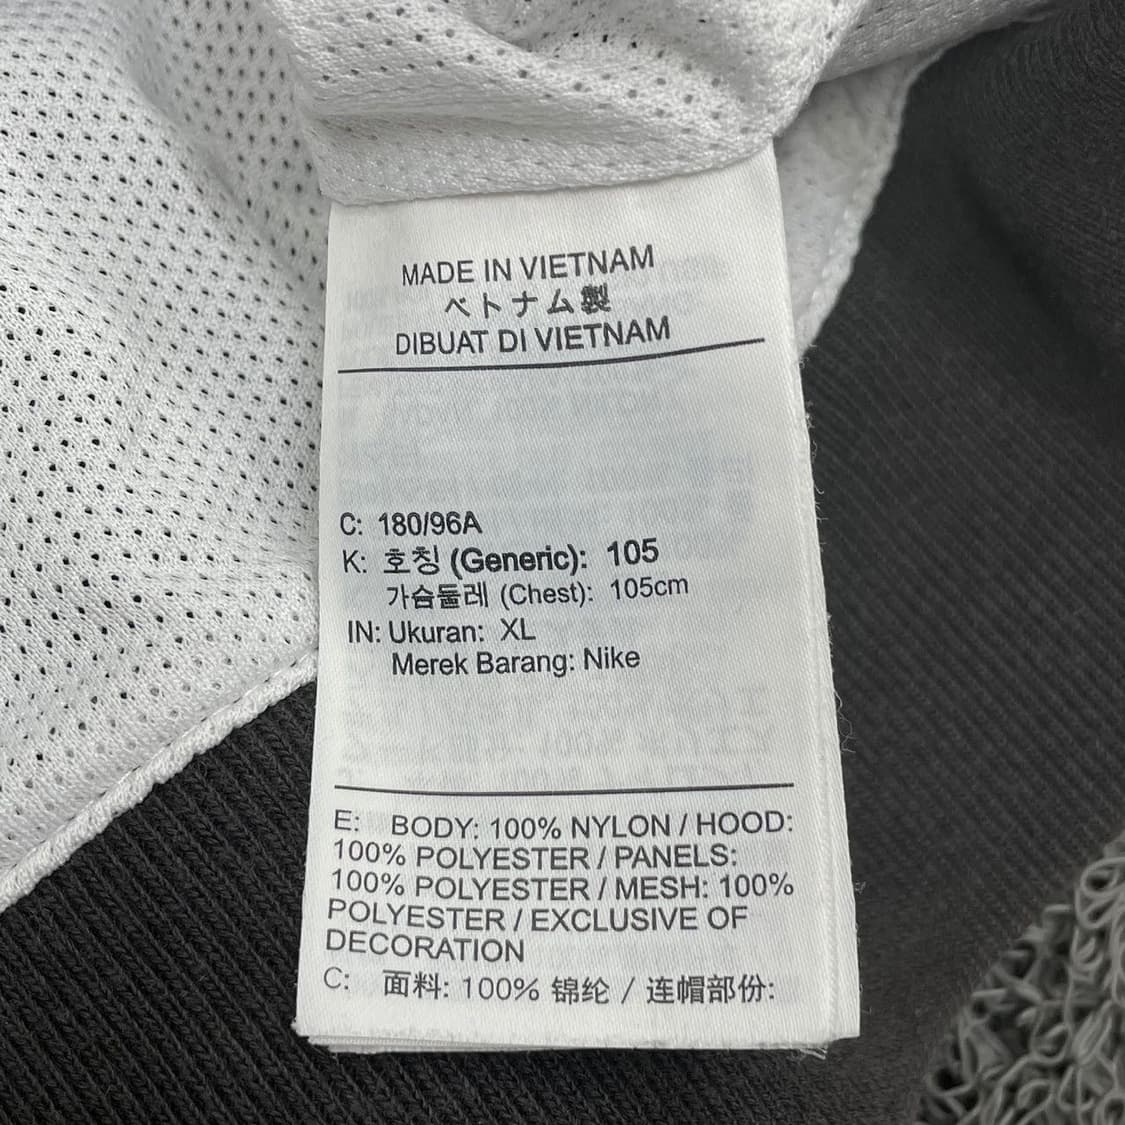 MADE IN VIETNAM
ベトナム製
DIBUAT DI VIETNAM
C: 180/96A
K: 호칭 (Generic): 105
가슴둘레 (Chest): 105cm
IN: Ukuran: XL
Merek Barang: Nike
E: BODY: 100% NYLON / HOOD:
100% POLYESTER / PANELS:
100% POLYESTER / MESH: 100%
POLYESTER / EXCLUSIVE OF
DECORATION
C: 面料: 100% 锦纶 / 连帽部份: